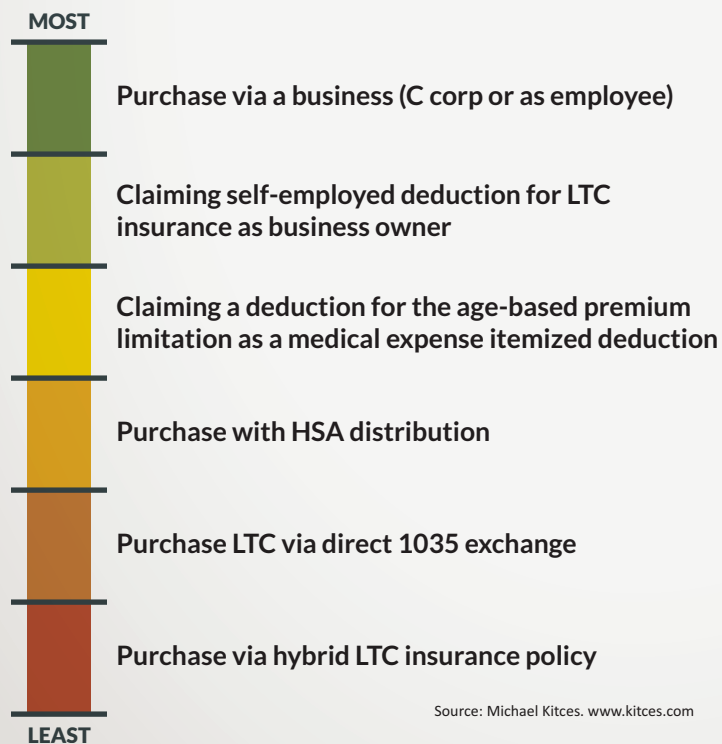 MOST
Purchase via a business (C corp or as employee)
Claiming self-employed deduction for LTC
insurance as business owner
Claiming a deduction for the age-based premium
limitation as a medical expense itemized deduction
Purchase with HSA distribution
Purchase LTC via direct 1035 exchange
Purchase via hybrid LTC insurance policy
Source: Michael Kitces. www.kitces.com
LEAST